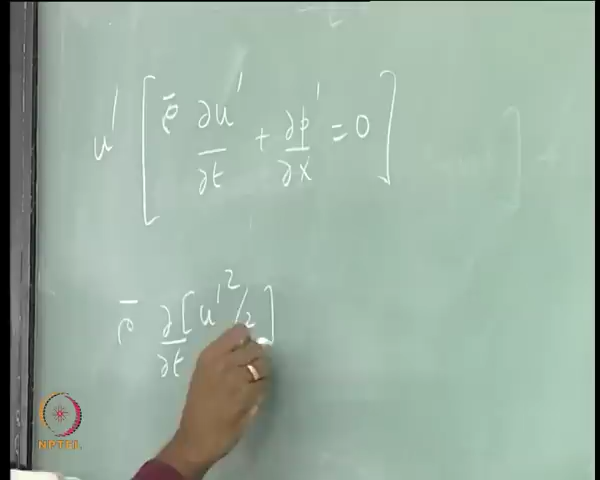 u' [ ρ̄ ∂u'/∂t + ∂p'/∂x = 0 ]
ρ̄ ∂/∂t [ u'²/2 ]
NPTEL